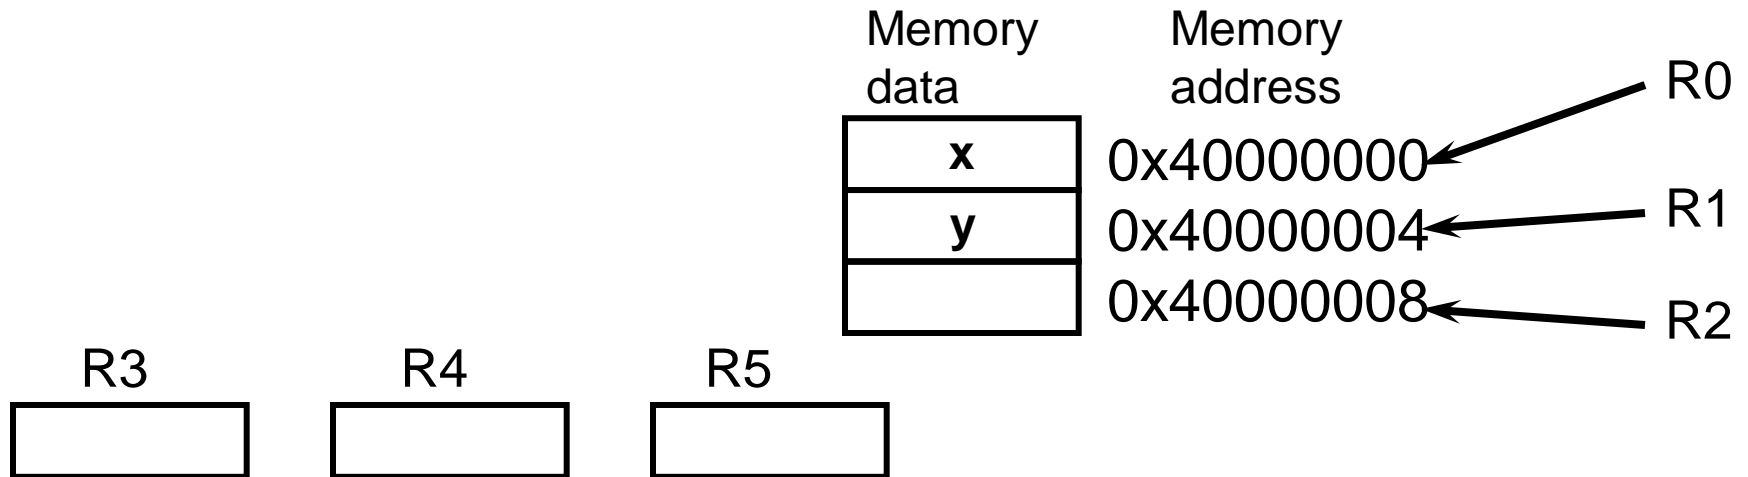 Memory data
Memory address
R0
x 0x40000000
R1
y 0x40000004
0x40000008
R2
R3 R4 R5